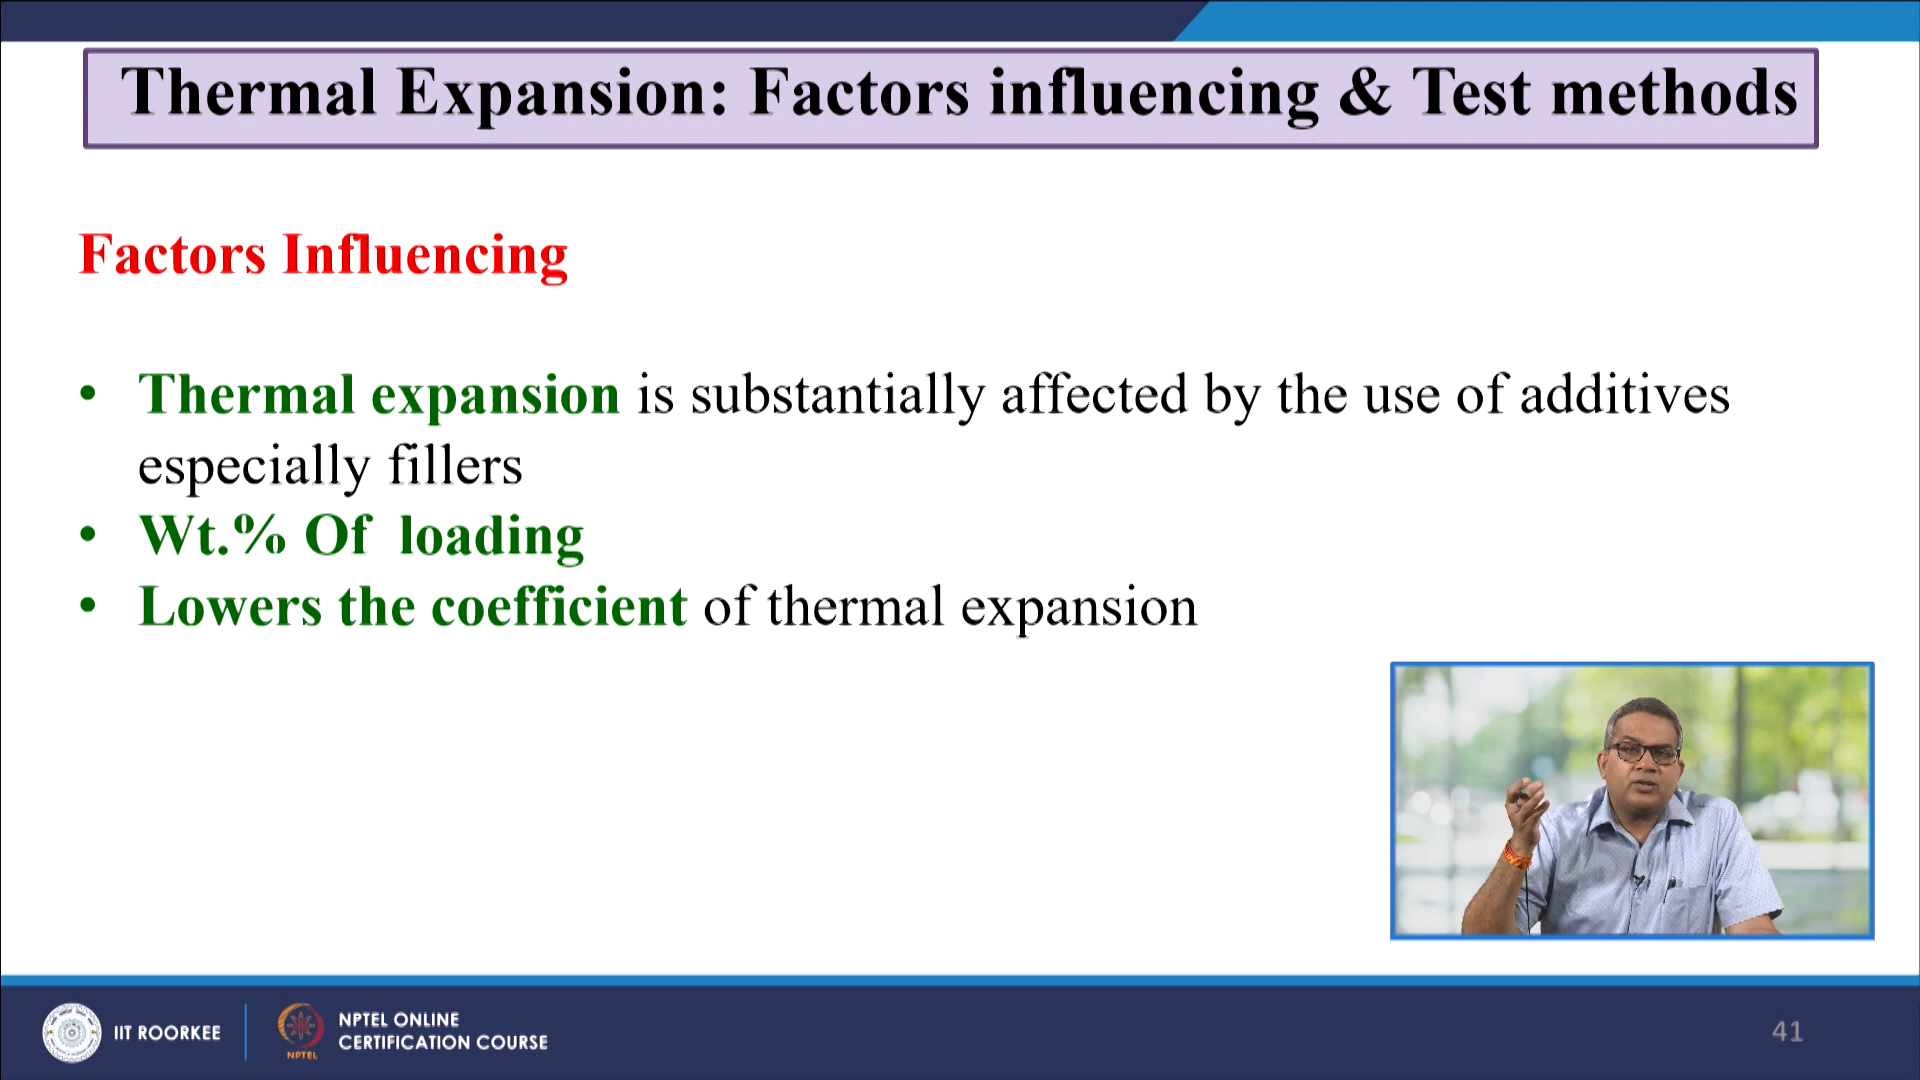 Thermal Expansion: Factors influencing & Test methods
Factors Influencing
• Thermal expansion is substantially affected by the use of additives
especially fillers
• Wt.% Of loading
• Lowers the coefficient of thermal expansion
IIT ROORKEE
NPTEL
NPTEL ONLINE
CERTIFICATION COURSE
41